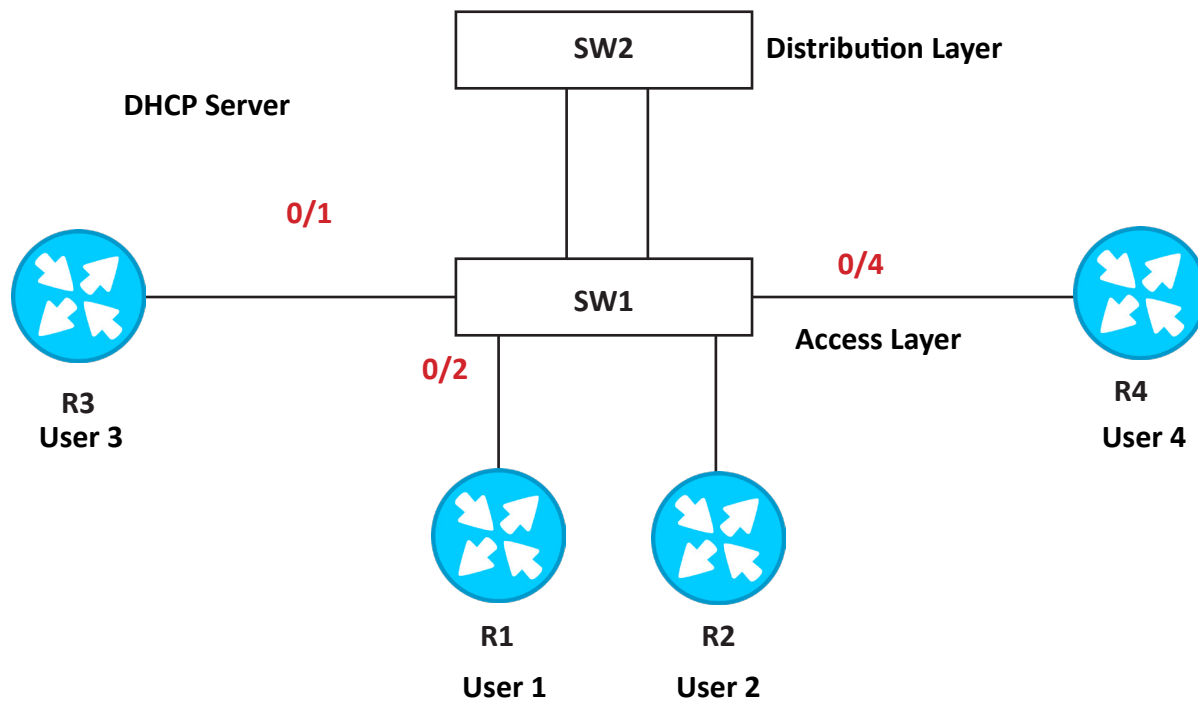 SW2
Distribution Layer
DHCP Server
0/1
0/4
SW1
Access Layer
0/2
R3
User 3
R4
User 4
R1
R2
User 1
User 2